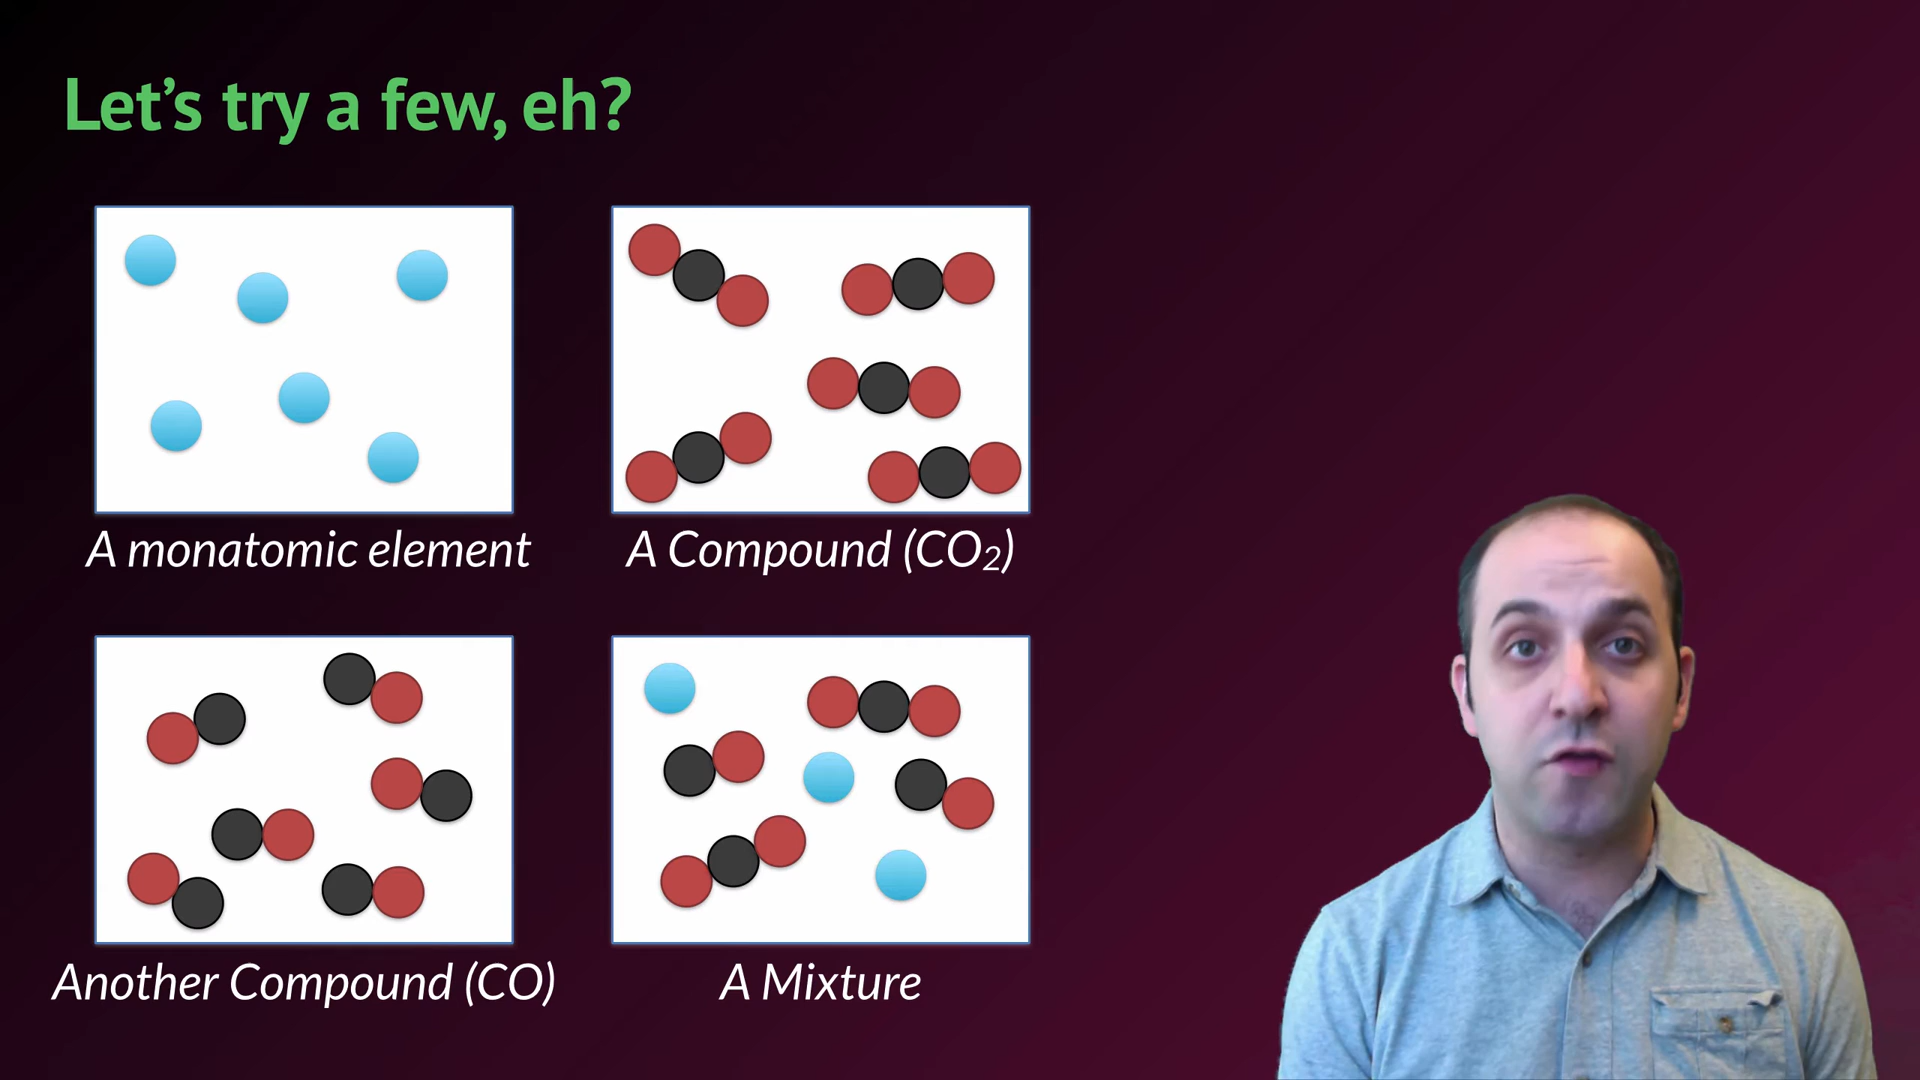 Let’s try a few, eh?
A monatomic element
A Compound (CO₂)
Another Compound (CO)
A Mixture